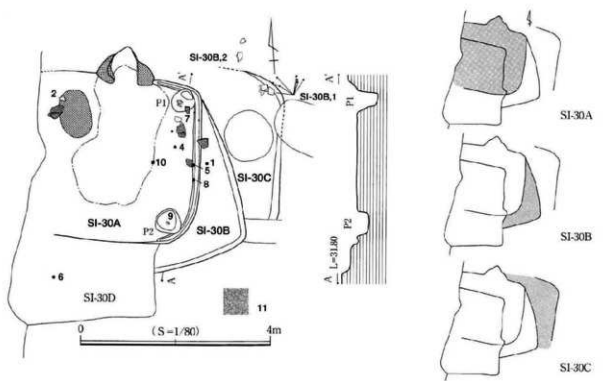 SI-30B,2
A'
A'
SI-30B,1
2
P1
7
P1
4
10
5
1
8
SI-30C
9
SI-30A
P2
SI-30B
P2
6
A
A
L=31.80
SI-30D
11
0
(S=1/80)
4m
SI-30A
SI-30B
SI-30C